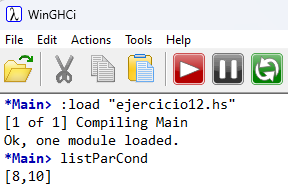 WinGHCi
File Edit Actions Tools Help
*Main> :load "ejercicio12.hs"
[1 of 1] Compiling Main
Ok, one module loaded.
*Main> listParCond
[8,10]